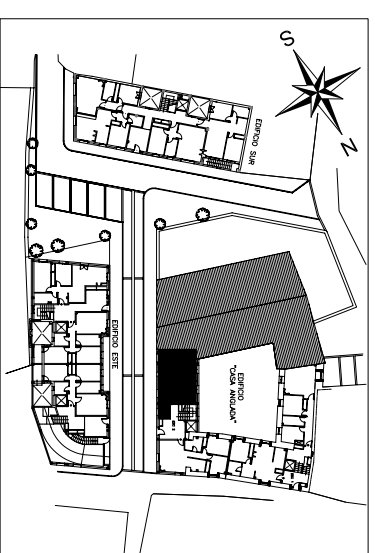 S
N
EDIFICIO SUR
EDIFICIO ESTE
EDIFICIO
"CASA ANGLADA"